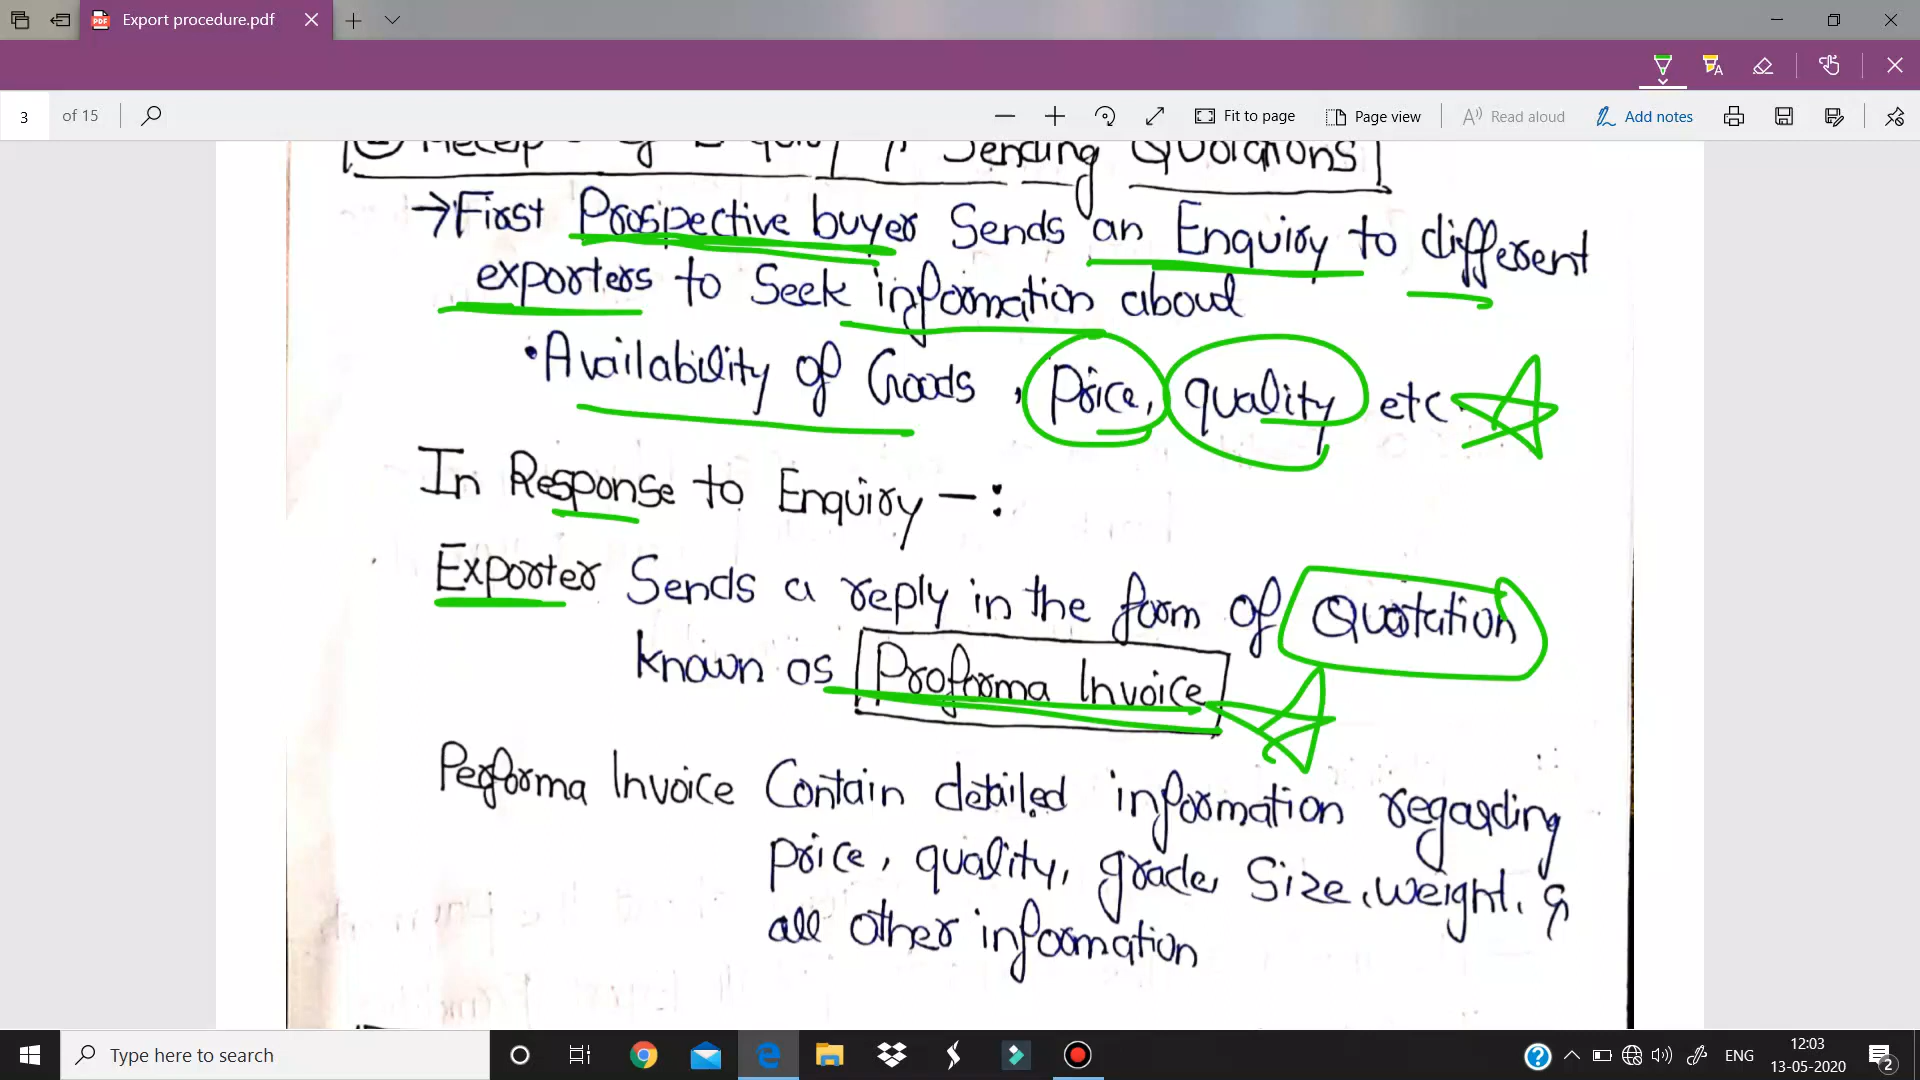 Export procedure.pdf
3 of 15
Fit to page
Page view
Read aloud
Add notes
Sending Quotations
→First Prospective buyer Sends an Enquiry to different
exporters to Seek information about
•Availability of Goods, Price, quality etc
In Response to Enquiry -:
Exporter Sends a reply in the form of Quotation
known as Proforma Invoice
Performa Invoice Contain detailed information regarding
price, quality, grade, Size, weight, &
all other information
Type here to search
ENG
12:03
13-05-2020
2